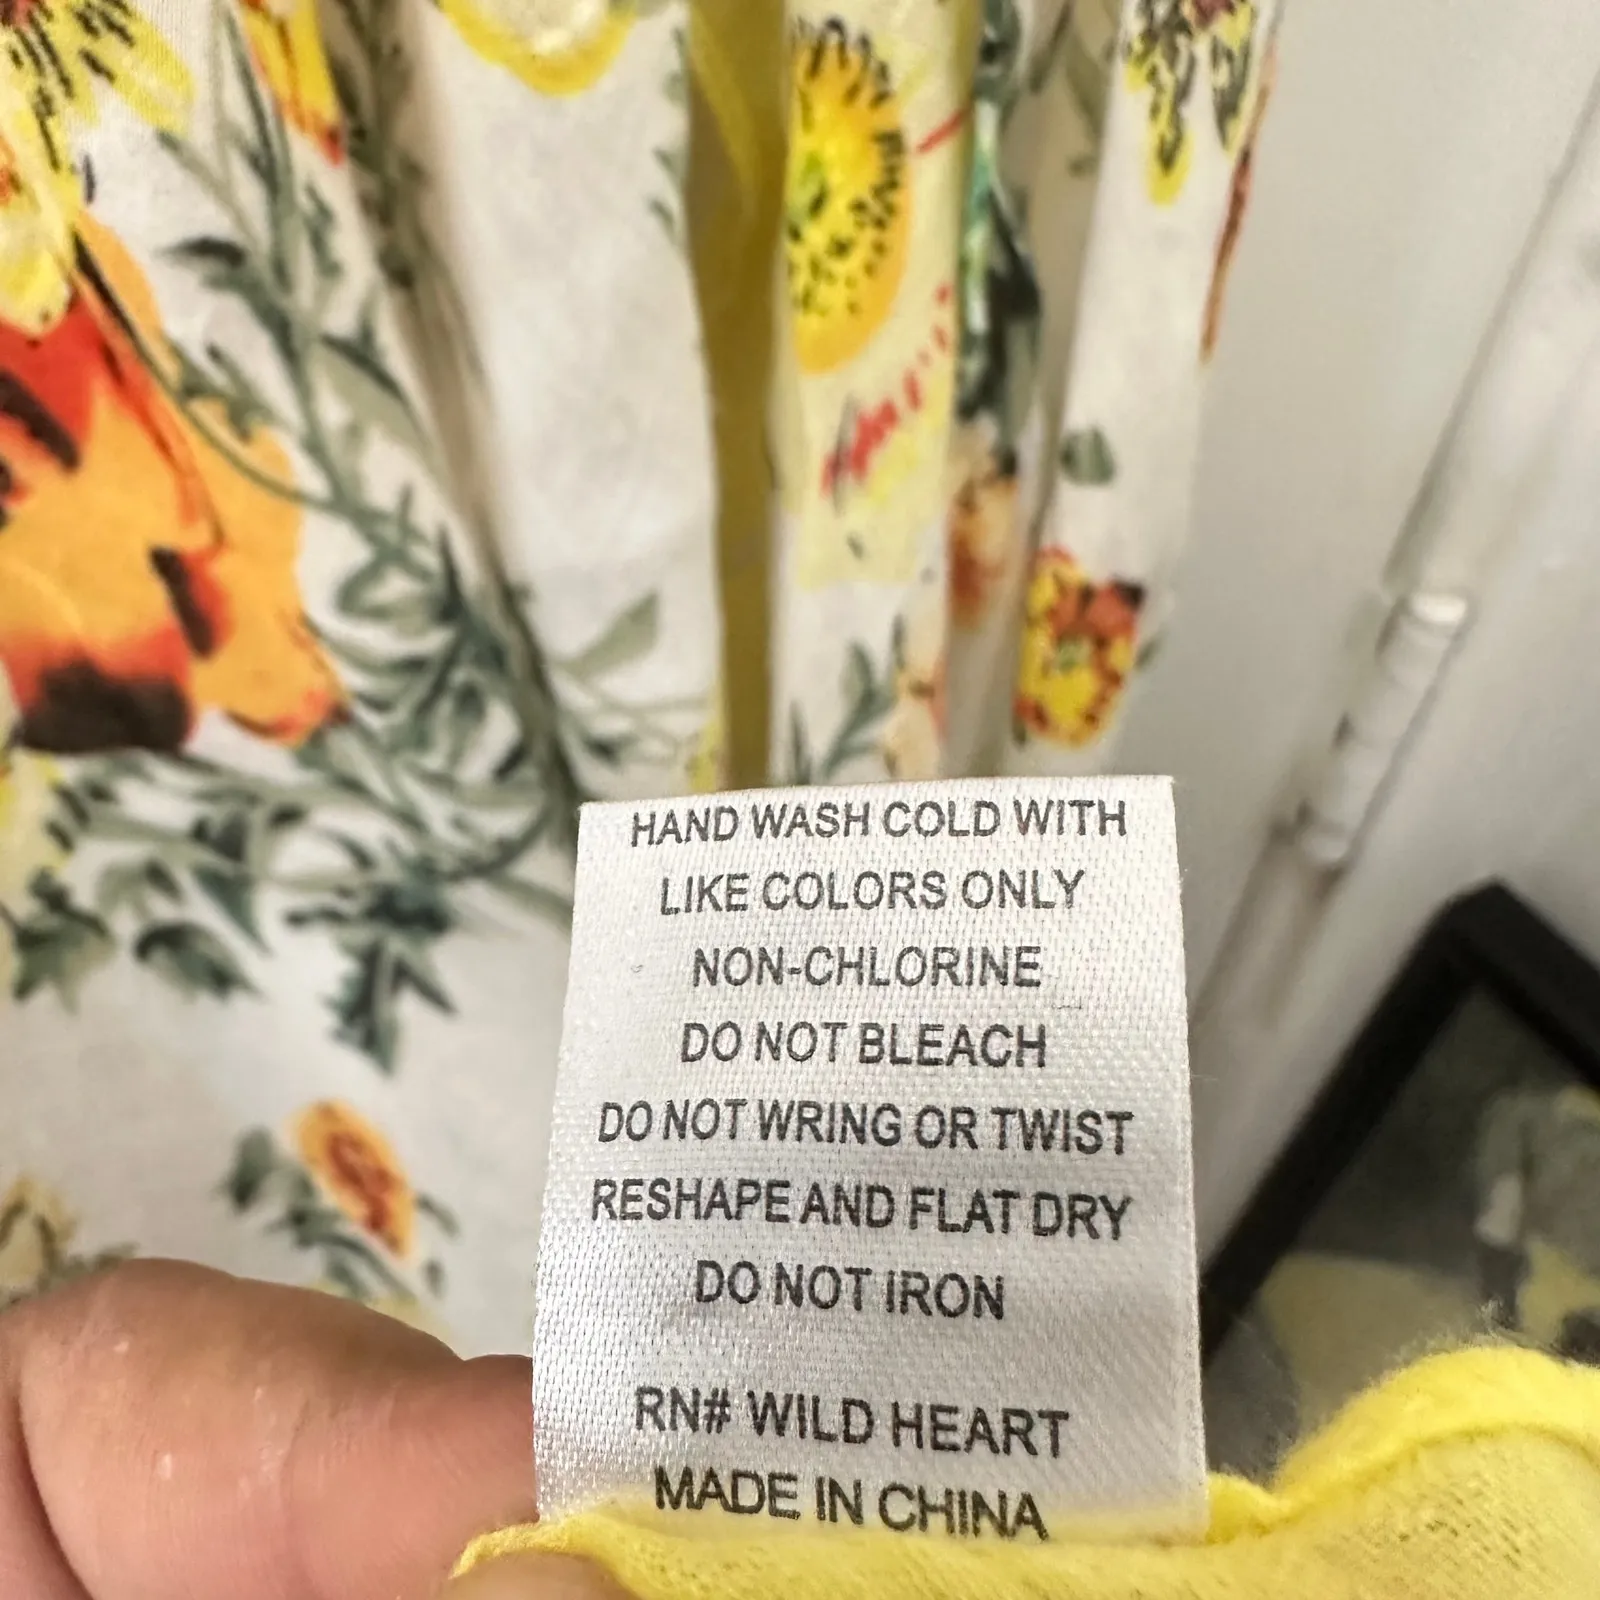 HAND WASH COLD WITH
LIKE COLORS ONLY
NON-CHLORINE
DO NOT BLEACH
DO NOT WRING OR TWIST
RESHAPE AND FLAT DRY
DO NOT IRON
RN# WILD HEART
MADE IN CHINA